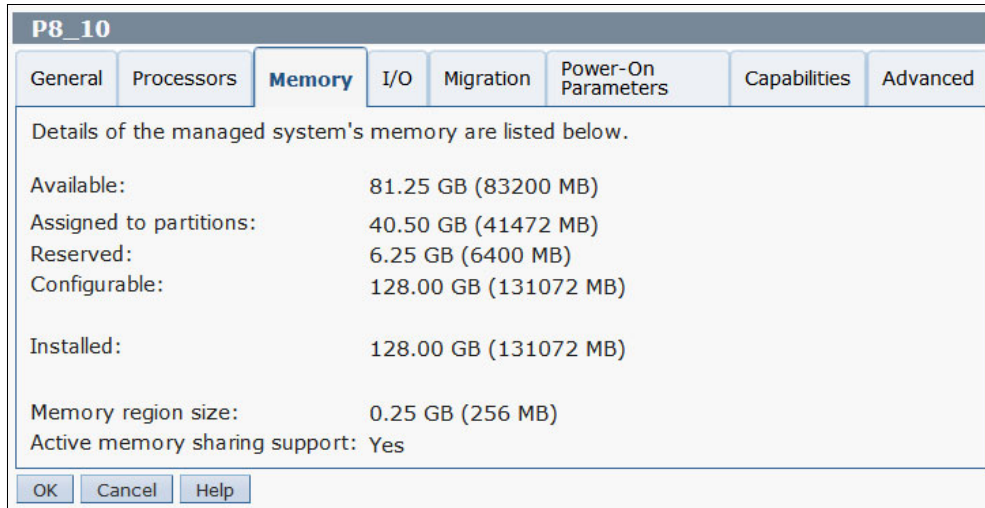 P8_10
General Processors Memory I/O Migration Power-On Parameters Capabilities Advanced
Details of the managed system's memory are listed below.
Available: 81.25 GB (83200 MB)
Assigned to partitions: 40.50 GB (41472 MB)
Reserved: 6.25 GB (6400 MB)
Configurable: 128.00 GB (131072 MB)
Installed: 128.00 GB (131072 MB)
Memory region size: 0.25 GB (256 MB)
Active memory sharing support: Yes
OK Cancel Help